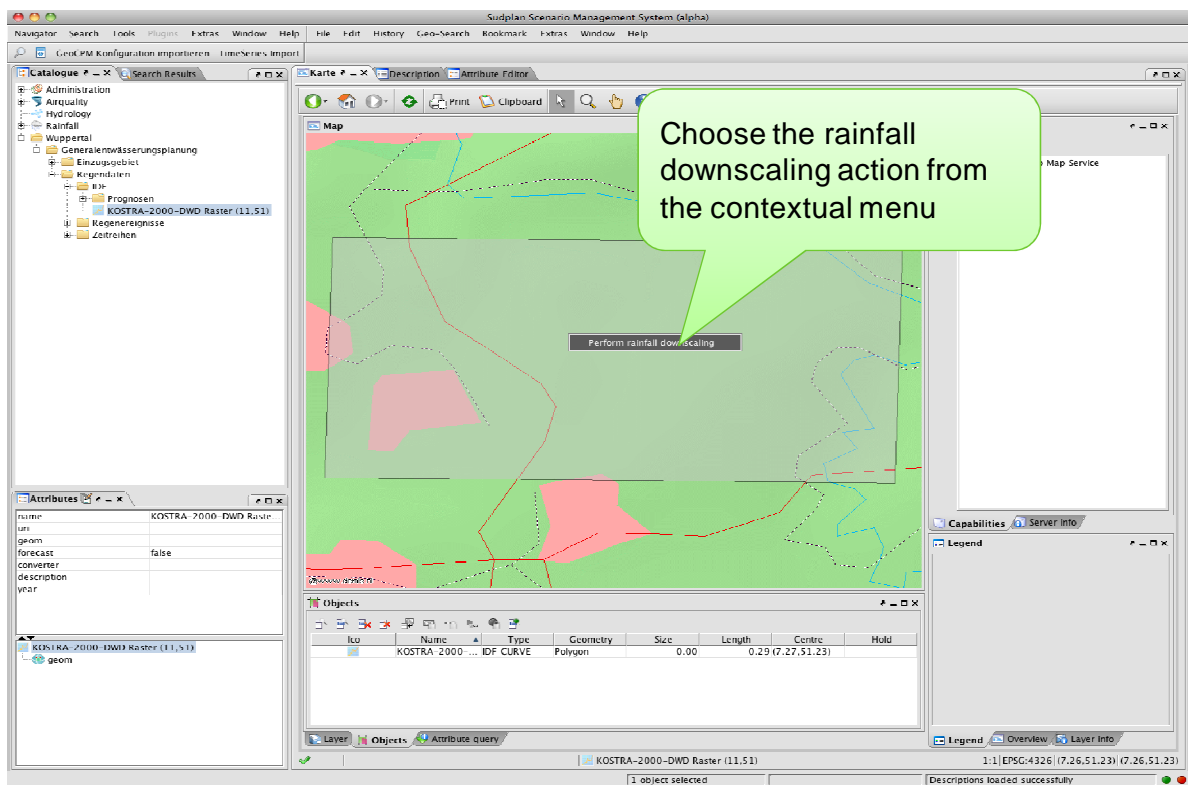 Sudplan Scenario Management System (alpha)
Navigator Search Tools Plugins Extras Window Help File Edit History Geo-Search Bookmark Extras Window Help
GeoCPM Konfiguration importieren TimeSeries Import
Catalogue Search Results
Karte Description Attribute Editor
Administration
Airquality
Hydrology
Rainfall
Wuppertal
Generalentwässerungsplanung
Einzugsgebiet
Regendaten
IDF
Prognosen
KOSTRA-2000-DWD Raster (11,51)
Regenereignisse
Zeitreihen
Print Clipboard
Map
Choose the rainfall
downscaling action from
the contextual menu
Map Service
Perform rainfall downscaling
Attributes
name KOSTRA-2000-DWD Raste...
uri
geom
forecast false
converter
description
year
KOSTRA-2000-DWD Raster (11,51)
geom
Capabilities Server Info
Legend
Objects
Ico Name Type Geometry Size Length Centre Hold
KOSTRA-2000-... IDF CURVE Polygon 0.00 0.29 (7.27,51.23)
Layer Objects Attribute query
Legend Overview Layer Info
KOSTRA-2000-DWD Raster (11,51)
1:1 EPSG:4326 (7.26,51.23) (7.26,51.23)
1 object selected
Descriptions loaded successfully